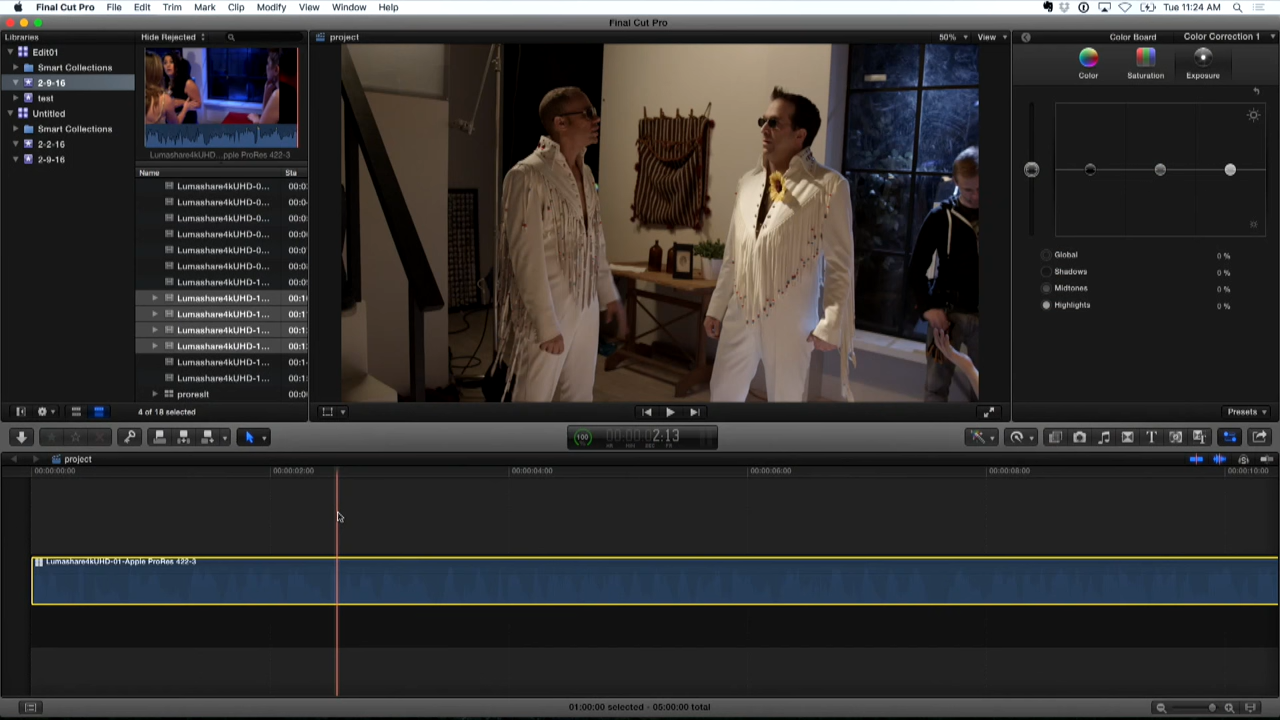 Final Cut Pro File Edit Trim Mark Clip Modify View Window Help Tue 11:24 AM
Final Cut Pro
Libraries Hide Rejected project 50% View Color Board Color Correction 1
Edit01
Smart Collections
2-9-16
test
Untitled
Smart Collections
2-2-16
2-9-16
Lumashare4kUHD...pple ProRes 422-3
Name Sta
Lumashare4kUHD-0...
Lumashare4kUHD-0...
Lumashare4kUHD-0...
Lumashare4kUHD-0...
Lumashare4kUHD-0...
Lumashare4kUHD-0...
Lumashare4kUHD-1...
Lumashare4kUHD-1...
Lumashare4kUHD-1...
Lumashare4kUHD-1...
Lumashare4kUHD-1...
Lumashare4kUHD-1...
Lumashare4kUHD-1...
proresit
4 of 18 selected
Color Saturation Exposure
Global 0 %
Shadows 0 %
Midtones 0 %
Highlights 0 %
Presets
100 2:13
HR MIN SEC FR
project
00:00:00:00 00:00:02:00 00:00:04:00 00:00:06:00 00:00:08:00 00:00:10:00
Lumashare4kUHD-01-Apple ProRes 422-3
01:00:00 selected - 05:00:00 total